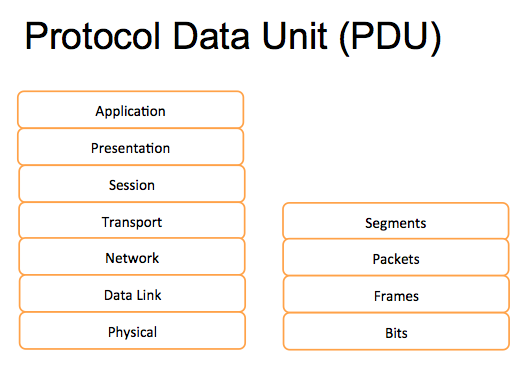 Protocol Data Unit (PDU)
Application
Presentation
Session
Transport
Network
Data Link
Physical
Segments
Packets
Frames
Bits